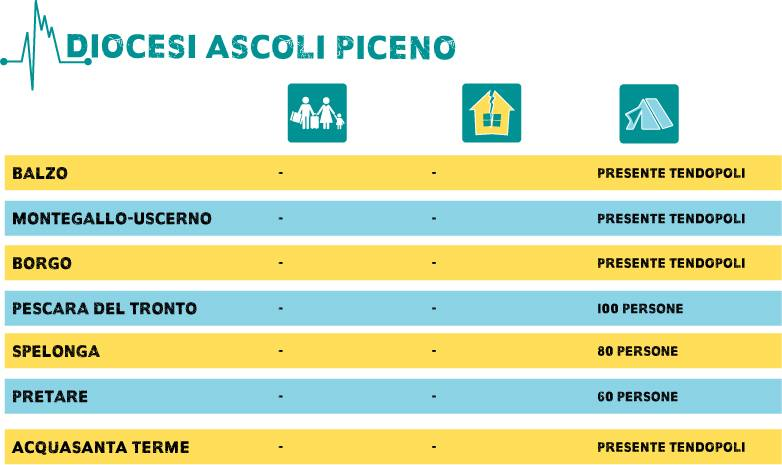 DIOCESI ASCOLI PICENO
BALZO - - PRESENTE TENDOPOLI
MONTEGALLO-USCERNO - - PRESENTE TENDOPOLI
BORGO - - PRESENTE TENDOPOLI
PESCARA DEL TRONTO - - 100 PERSONE
SPELONGA - - 80 PERSONE
PRETARE - - 60 PERSONE
ACQUASANTA TERME - - PRESENTE TENDOPOLI